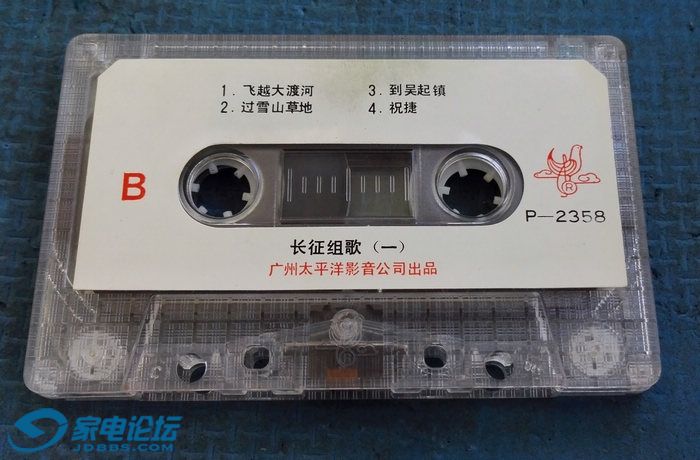 1. 飞越大渡河
2. 过雪山草地
3. 到吴起镇
4. 祝捷
B
R
P—2358
长征组歌（一）
广州太平洋影音公司出品
家电论坛
JDBBS.COM